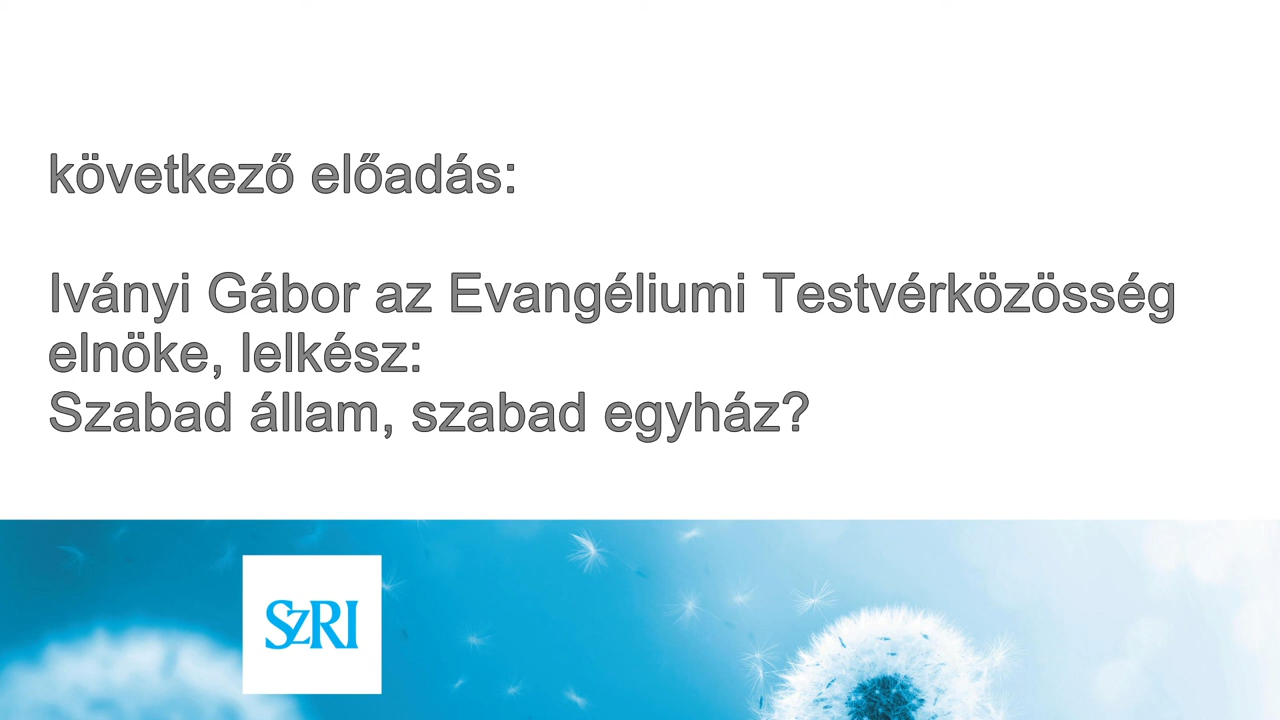 következő előadás:
Iványi Gábor az Evangéliumi Testvérközösség
elnöke, lelkész:
Szabad állam, szabad egyház?
SzRI